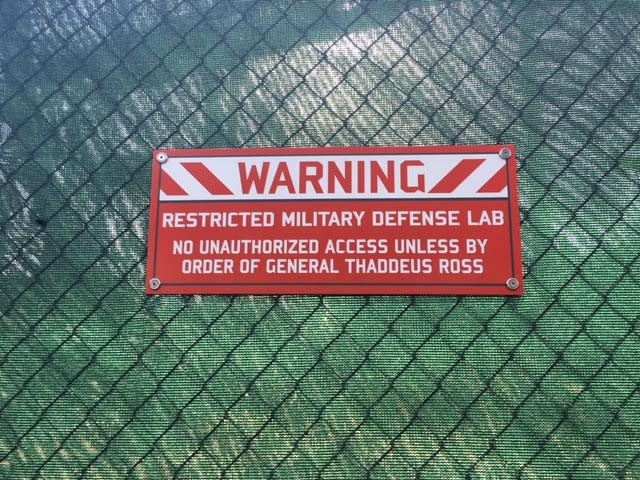 WARNING
RESTRICTED MILITARY DEFENSE LAB
NO UNAUTHORIZED ACCESS UNLESS BY
ORDER OF GENERAL THADDEUS ROSS